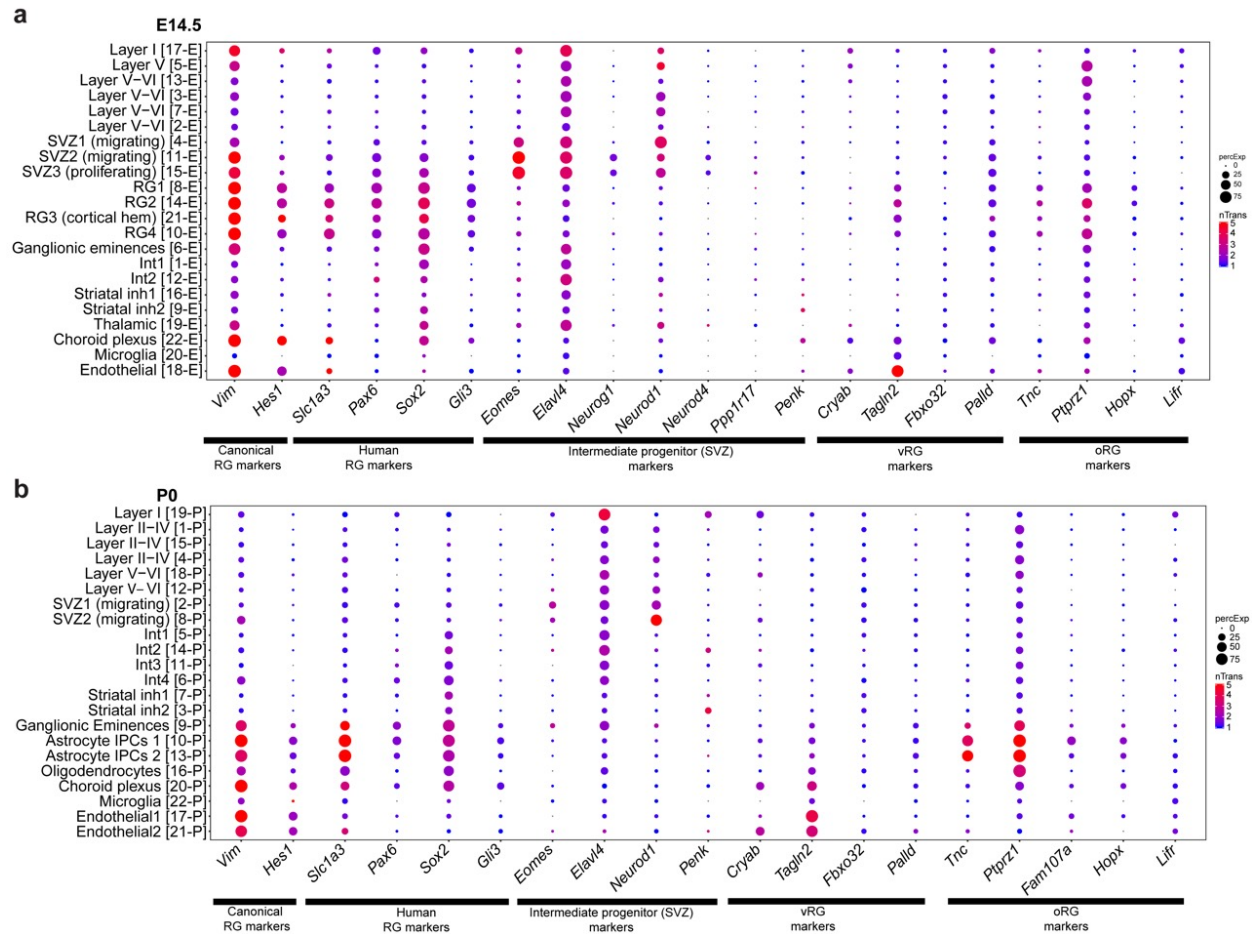 a
E14.5
Layer I [17-E]
Layer V [5-E]
Layer V-VI [13-E]
Layer V-VI [3-E]
Layer V-VI [7-E]
Layer V-VI [2-E]
SVZ1 (migrating) [4-E]
SVZ2 (migrating) [11-E]
SVZ3 (proliferating) [15-E]
RG1 [8-E]
RG2 [14-E]
RG3 (cortical hem) [21-E]
RG4 [10-E]
Ganglionic eminences [6-E]
Int1 [1-E]
Int2 [12-E]
Striatal inh1 [16-E]
Striatal inh2 [9-E]
Thalamic [19-E]
Choroid plexus [22-E]
Microglia [20-E]
Endothelial [18-E]
percExp
0
25
50
75
nTrans
5
4
3
2
1
Vim Hes1 Slc1a3 Pax6 Sox2 Gli3 Eomes Elavl4 Neurog1 Neurod1 Neurod4 Ppp1r17 Penk Cryab Tagln2 Fbxo32 Palld Tnc Ptprz1 Hopx Lifr
Canonical RG markers
Human RG markers
Intermediate progenitor (SVZ) markers
vRG markers
oRG markers
b
P0
Layer I [19-P]
Layer II-IV [1-P]
Layer II-IV [15-P]
Layer II-IV [4-P]
Layer V-VI [18-P]
Layer V-VI [12-P]
SVZ1 (migrating) [2-P]
SVZ2 (migrating) [8-P]
Int1 [5-P]
Int2 [14-P]
Int3 [11-P]
Int4 [6-P]
Striatal inh1 [7-P]
Striatal inh2 [3-P]
Ganglionic Eminences [9-P]
Astrocyte IPCs 1 [10-P]
Astrocyte IPCs 2 [13-P]
Oligodendrocytes [16-P]
Choroid plexus [20-P]
Microglia [22-P]
Endothelial1 [17-P]
Endothelial2 [21-P]
percExp
0
25
50
75
nTrans
5
4
3
2
1
Vim Hes1 Slc1a3 Pax6 Sox2 Gli3 Eomes Elavl4 Neurod1 Penk Cryab Tagln2 Fbxo32 Palld Tnc Ptprz1 Fam107a Hopx Lifr
Canonical RG markers
Human RG markers
Intermediate progenitor (SVZ) markers
vRG markers
oRG markers